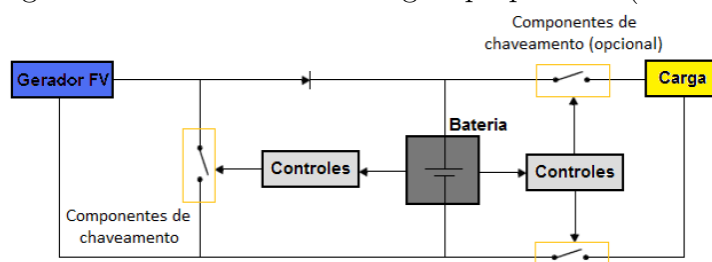 Componentes de
chaveamento (opcional)
Gerador FV
Carga
Bateria
Controles
Controles
Componentes de
chaveamento